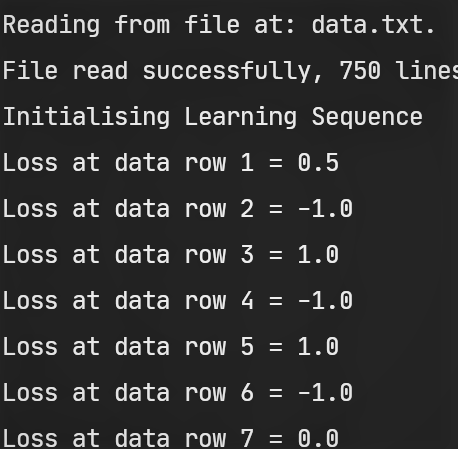 Reading from file at: data.txt.
File read successfully, 750 lines
Initialising Learning Sequence
Loss at data row 1 = 0.5
Loss at data row 2 = -1.0
Loss at data row 3 = 1.0
Loss at data row 4 = -1.0
Loss at data row 5 = 1.0
Loss at data row 6 = -1.0
Loss at data row 7 = 0.0